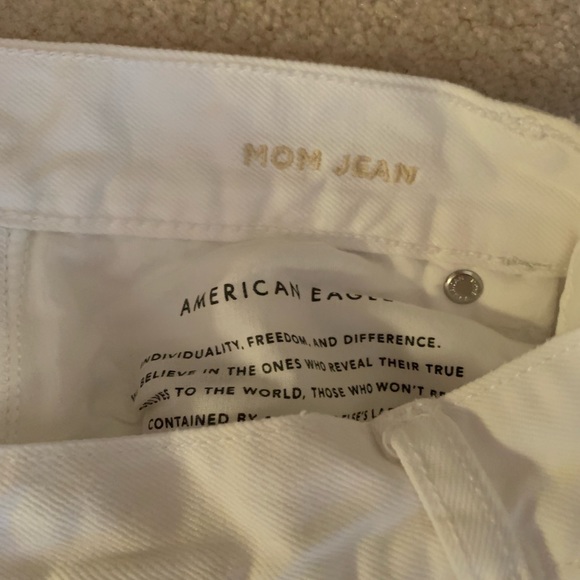 MOM JEAN
AMERICAN
INDIVIDUALITY, FREEDOM, AND DIFFERENCE.
BELIEVE IN THE ONES WHO REVEAL THEIR TRUE
TO THE WORLD, THOSE WHO WON'T
CONTAINED BY